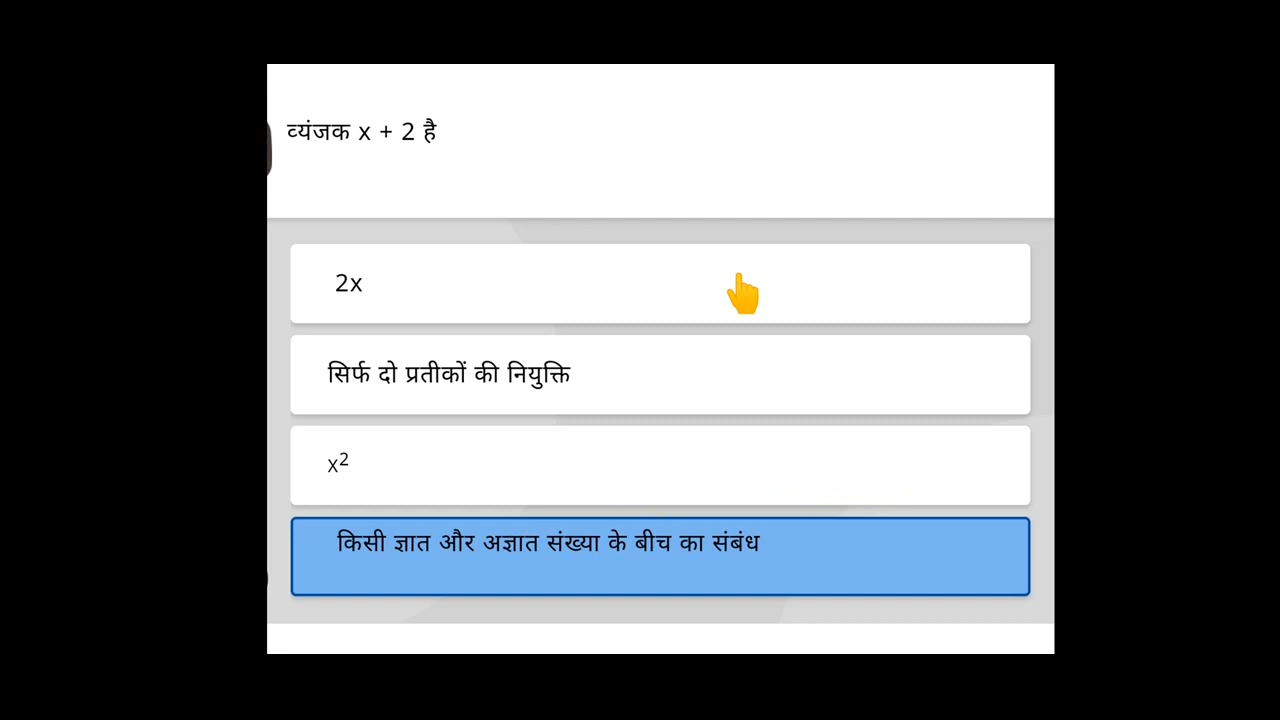 व्यंजक x + 2 है
2x
सिर्फ दो प्रतीकों की नियुक्ति
x²
किसी ज्ञात और अज्ञात संख्या के बीच का संबंध